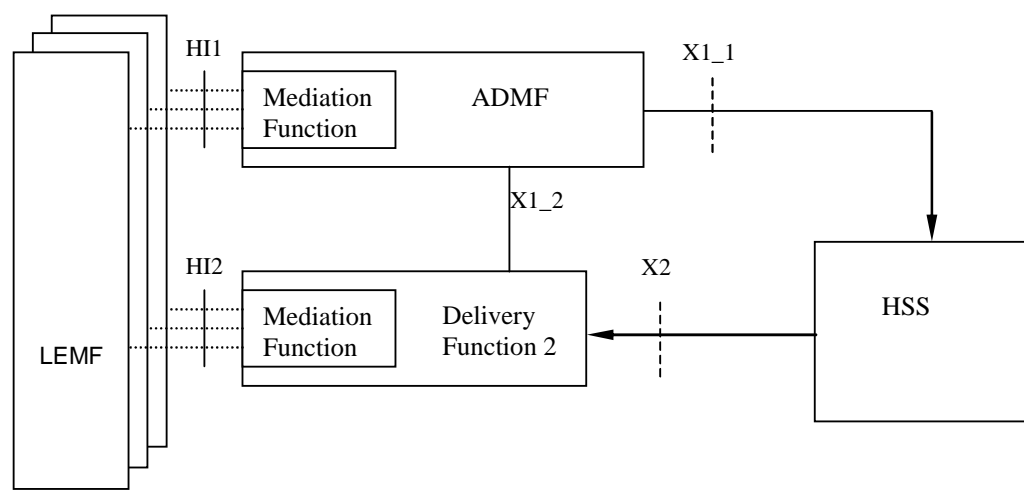 HI1
X1_1
Mediation
Function
ADMF
X1_2
HI2
X2
Mediation
Function
Delivery
Function 2
HSS
LEMF